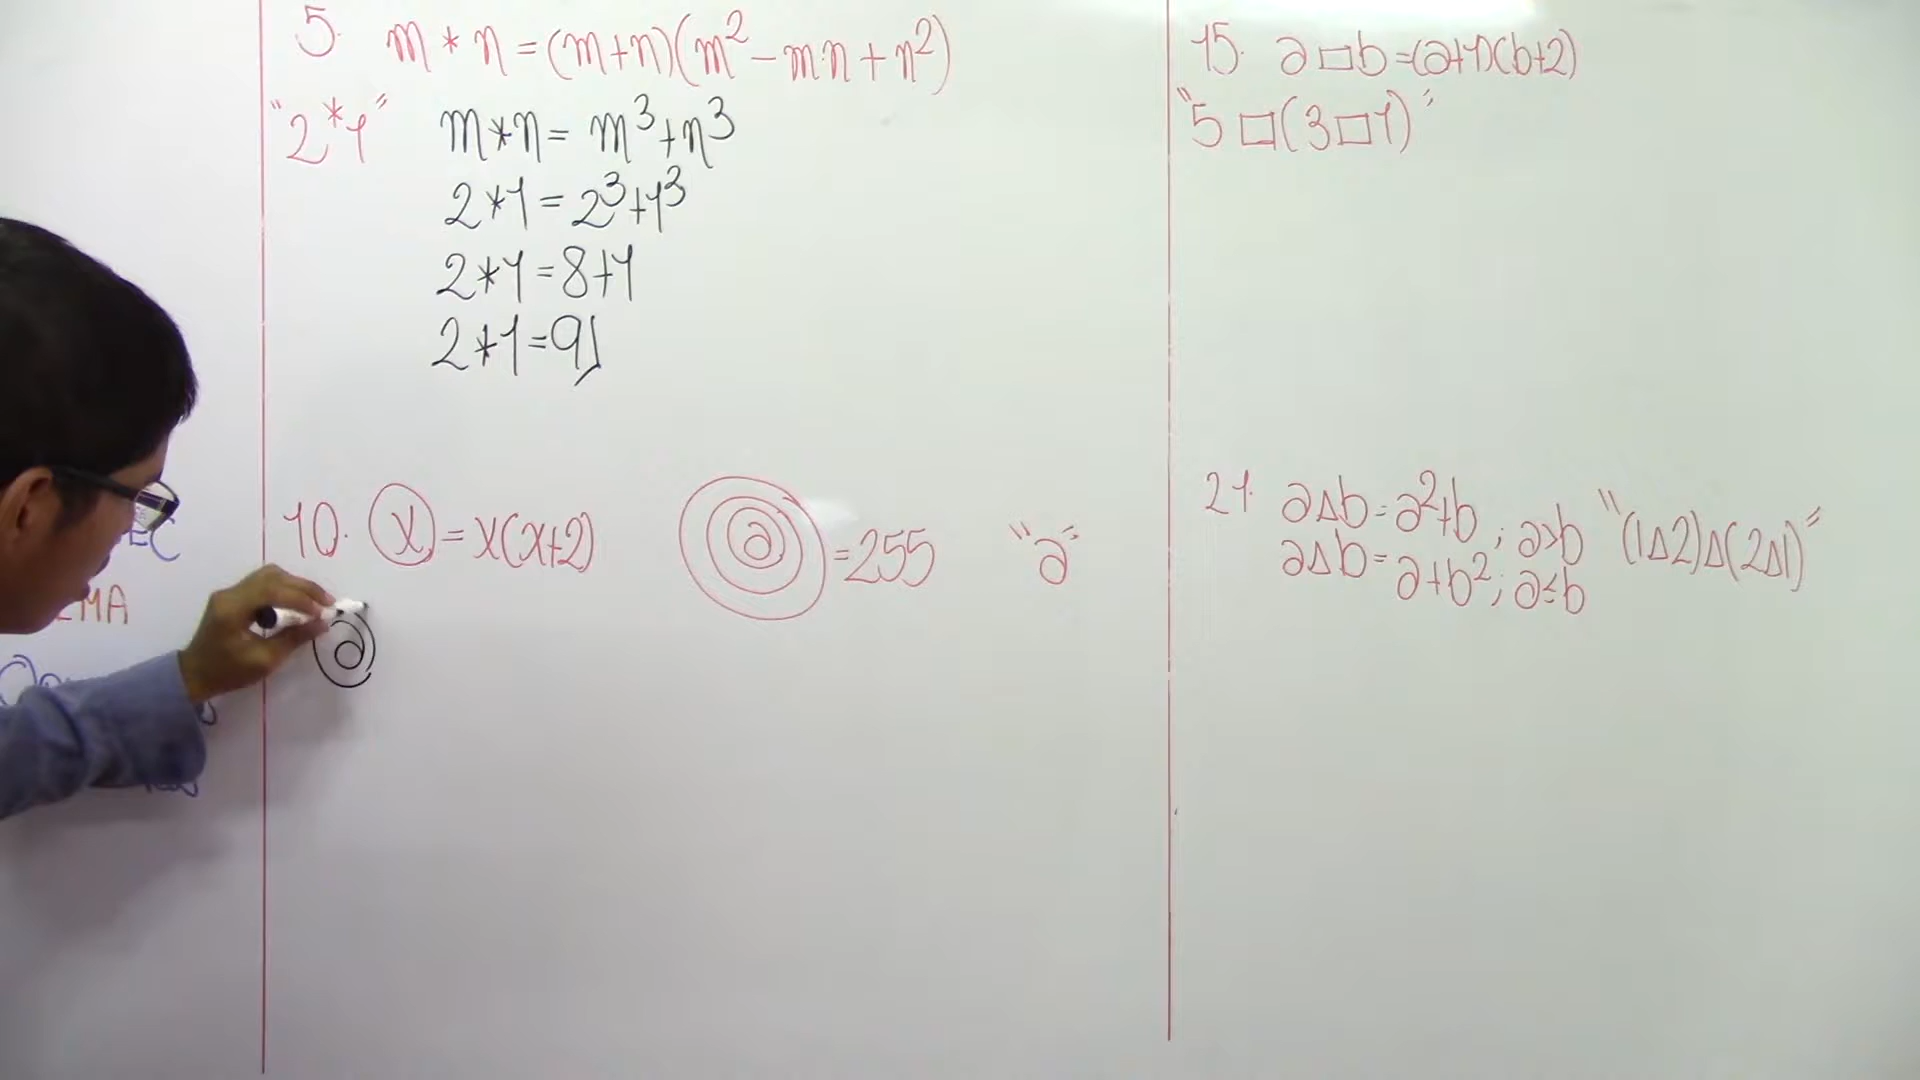 5. m * n = (m+n)(m² - m·n + n²)
"2*1"
m*n = m³+n³
2*1 = 2³+1³
2*1 = 8+1
2*1 = 9
10. x = x(x+2)
a = 255
"a"
a
15. a□b = (a+1)(b+2)
"5□(3□1)"
21. a△b = a²+b ; a>b
a△b = a+b² ; a≤b
"(1△2)△(2△1)"
EMA